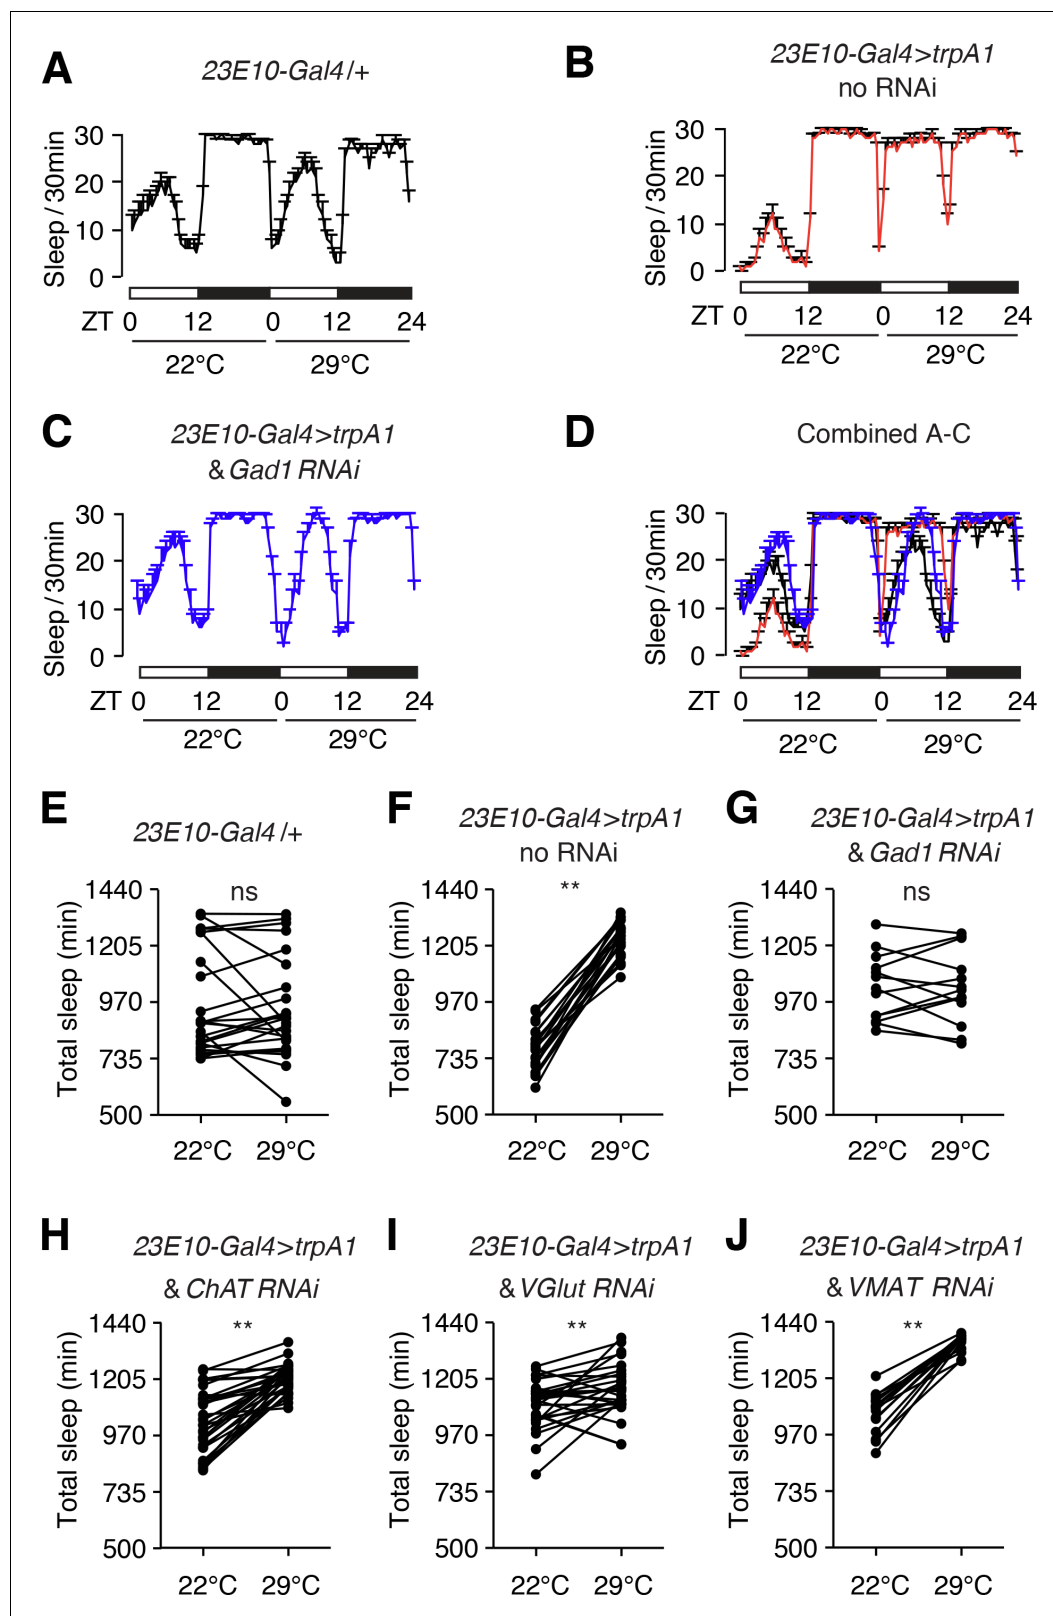 A
23E10-Gal4/+
Sleep / 30min
30
20
10
0
ZT 0 12 0 12 24
22°C 29°C
B
23E10-Gal4>trpA1
no RNAi
Sleep / 30min
30
20
10
0
ZT 0 12 0 12 24
22°C 29°C
C
23E10-Gal4>trpA1
& Gad1 RNAi
Sleep / 30min
30
20
10
0
ZT 0 12 0 12 24
22°C 29°C
D
Combined A-C
Sleep / 30min
30
20
10
0
ZT 0 12 0 12 24
22°C 29°C
E
23E10-Gal4 /+
ns
Total sleep (min)
1440
1205
970
735
500
22°C 29°C
F
23E10-Gal4>trpA1
no RNAi
**
Total sleep (min)
1440
1205
970
735
500
22°C 29°C
G
23E10-Gal4>trpA1
& Gad1 RNAi
ns
Total sleep (min)
1440
1205
970
735
500
22°C 29°C
H
23E10-Gal4>trpA1
& ChAT RNAi
**
Total sleep (min)
1440
1205
970
735
500
22°C 29°C
I
23E10-Gal4>trpA1
& VGlut RNAi
**
Total sleep (min)
1440
1205
970
735
500
22°C 29°C
J
23E10-Gal4>trpA1
& VMAT RNAi
**
Total sleep (min)
1440
1205
970
735
500
22°C 29°C